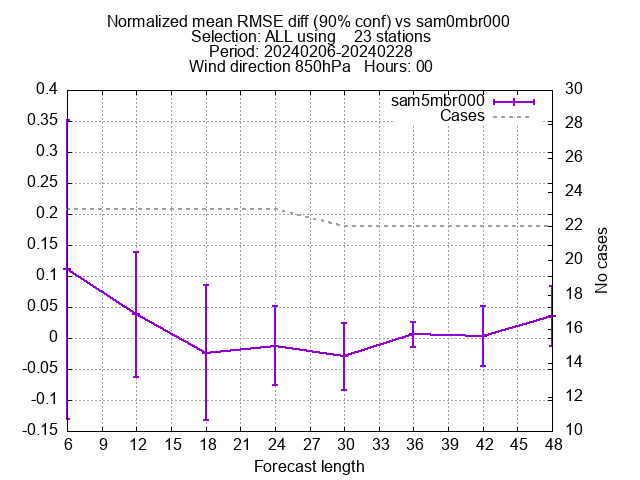 Normalized mean RMSE diff (90% conf) vs sam0mbr000
Selection: ALL using    23 stations
Period: 20240206-20240228
Wind direction 850hPa   Hours: 00
sam5mbr000
Cases
0.4
0.35
0.3
0.25
0.2
0.15
0.1
0.05
0
-0.05
-0.1
-0.15
30
28
26
24
22
20
18
16
14
12
10
No cases
6 9 12 15 18 21 24 27 30 33 36 39 42 45 48
Forecast length